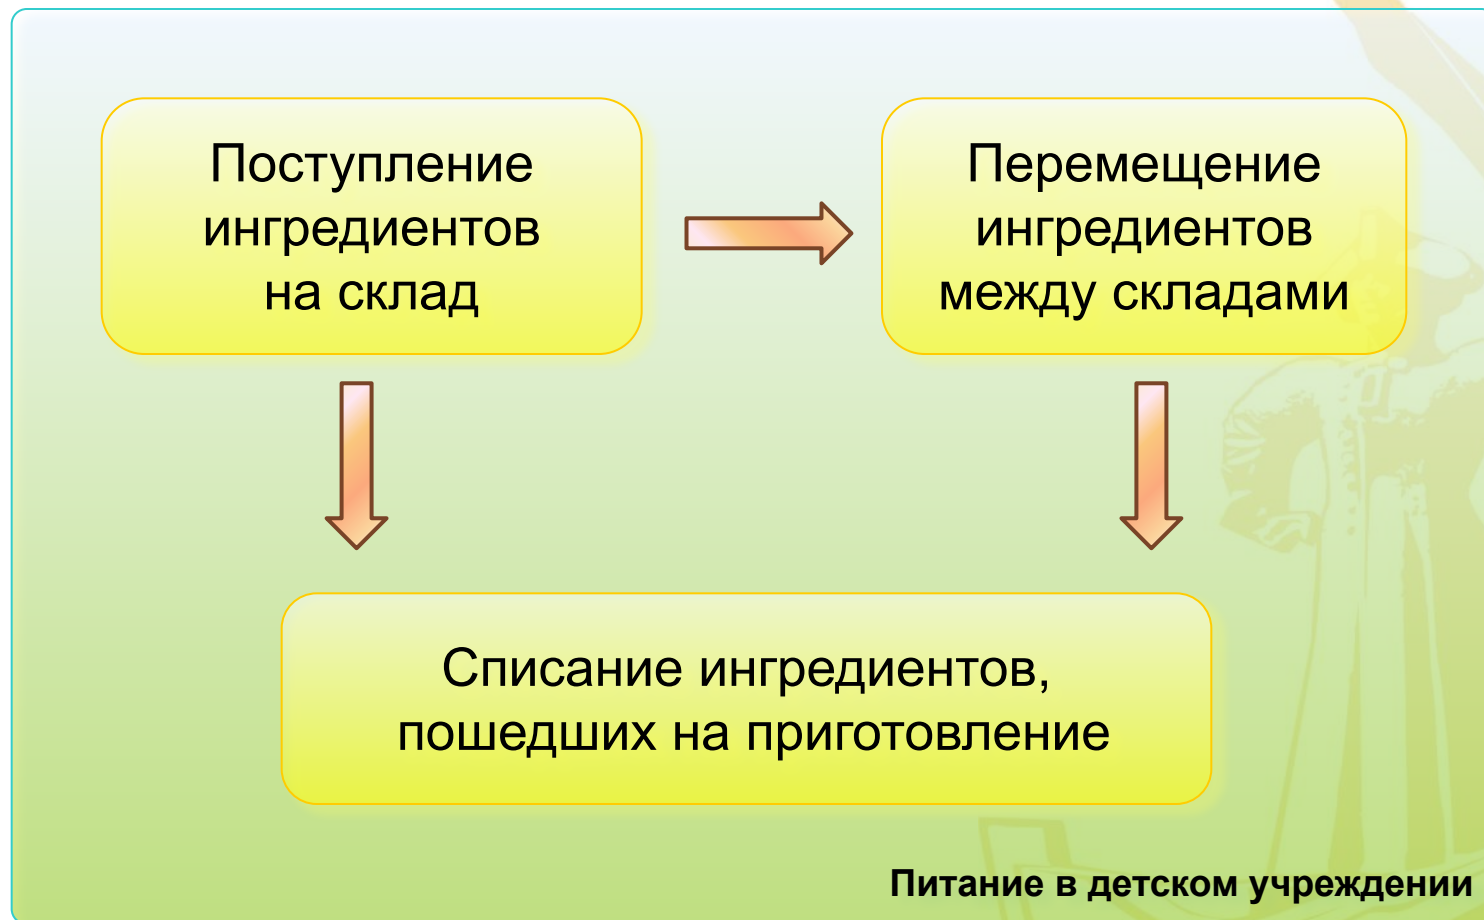 Поступление
ингредиентов
на склад
Перемещение
ингредиентов
между складами
Списание ингредиентов,
пошедших на приготовление
Питание в детском учреждении